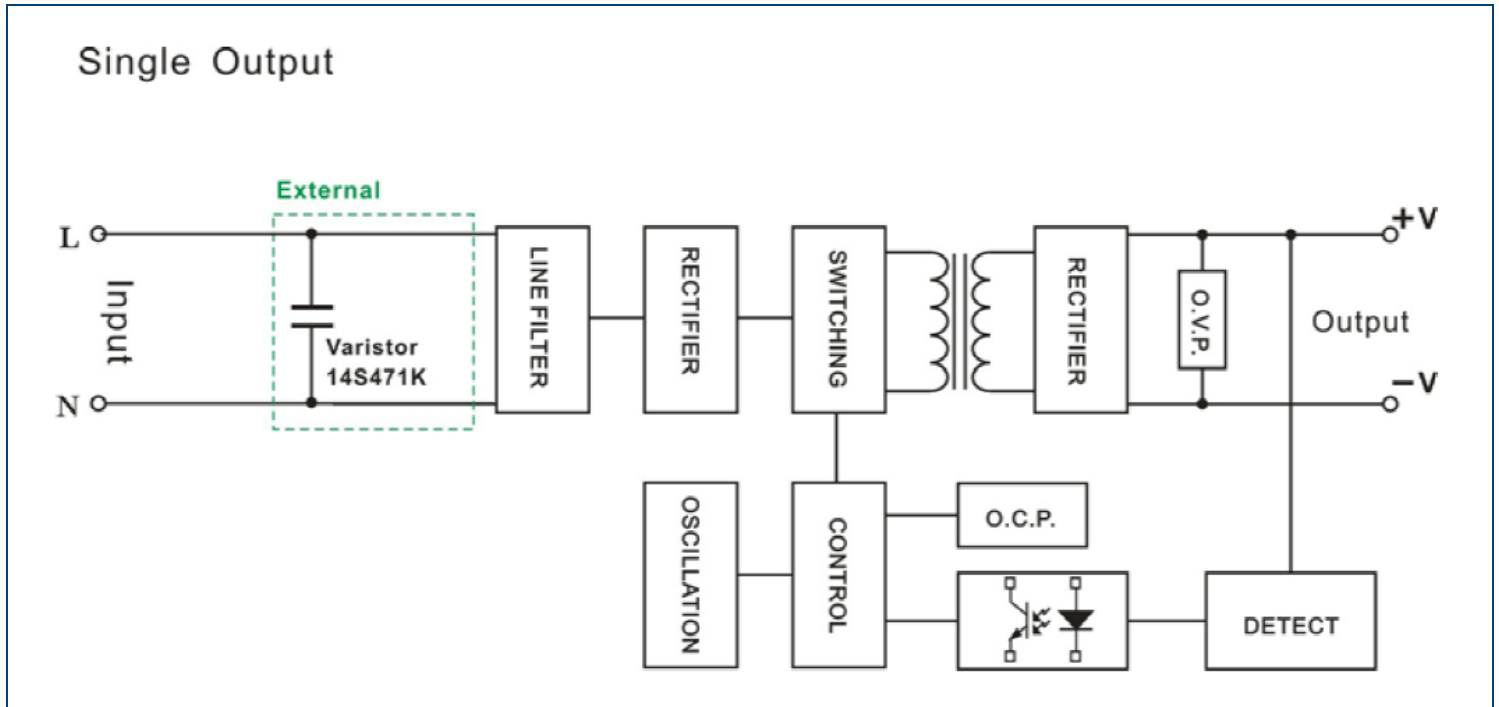 Single Output
External
L
N
Input
Varistor
14S471K
LINE FILTER
RECTIFIER
SWITCHING
RECTIFIER
O.V.P.
+V
Output
−V
OSCILLATION
CONTROL
O.C.P.
DETECT